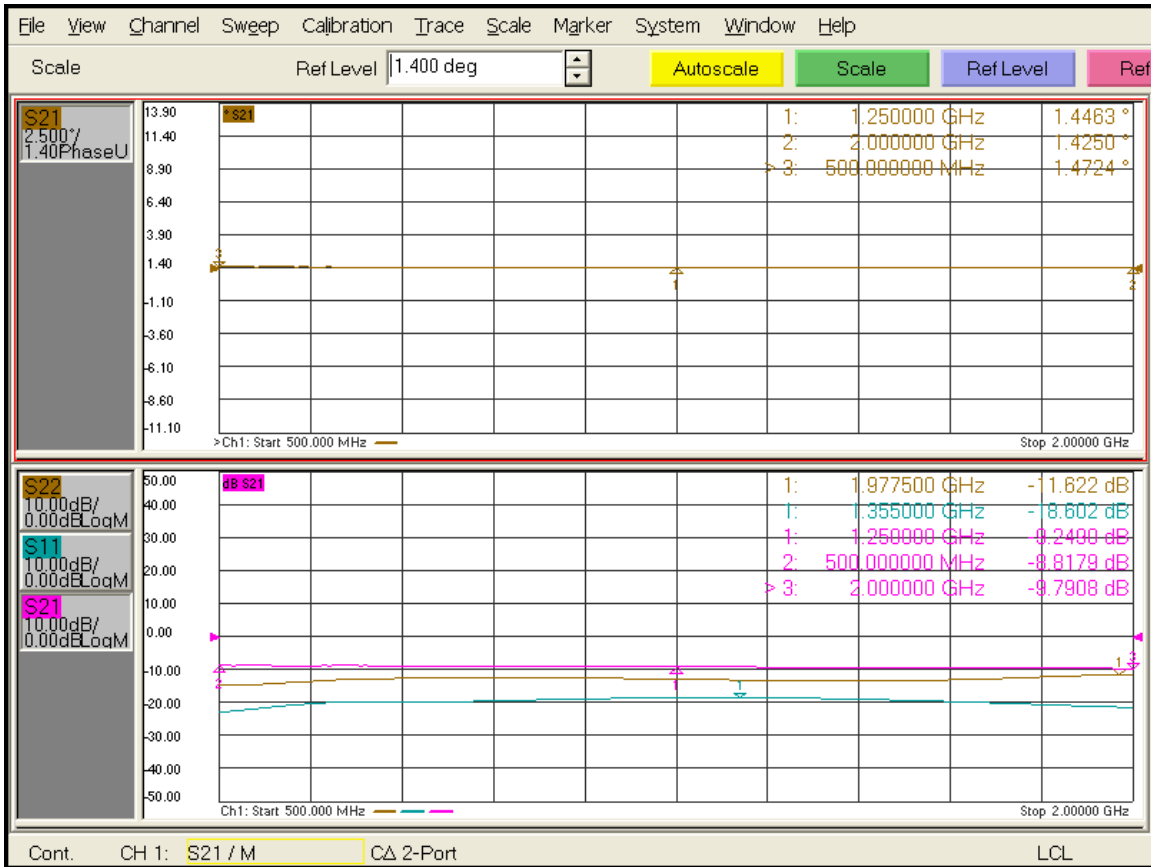 File View Channel Sweep Calibration Trace Scale Marker System Window Help
Scale Ref Level 1.400 deg Autoscale Scale Ref Level Ref
S21
2.500°/
1.40PhaseU
13.90
11.40
8.90
6.40
3.90
1.40
-1.10
-3.60
-6.10
-8.60
-11.10
° S21
1: 1.250000 GHz 1.4463 °
2: 2.000000 GHz 1.4250 °
> 3: 500.000000 MHz 1.4724 °
3
1
2
>Ch1: Start 500.000 MHz
Stop 2.00000 GHz
S22
10.00dB/
0.00dBLogM
S11
10.00dB/
0.00dBLogM
S21
10.00dB/
0.00dBLogM
50.00
40.00
30.00
20.00
10.00
0.00
-10.00
-20.00
-30.00
-40.00
-50.00
dB S21
1: 1.977500 GHz -11.622 dB
1: 1.355000 GHz -18.602 dB
1: 1.250000 GHz -9.2490 dB
2: 500.000000 MHz -8.8179 dB
> 3: 2.000000 GHz -9.7908 dB
2
1
1
1
3
Ch1: Start 500.000 MHz
Stop 2.00000 GHz
Cont. CH 1: S21 / M CΔ 2-Port LCL